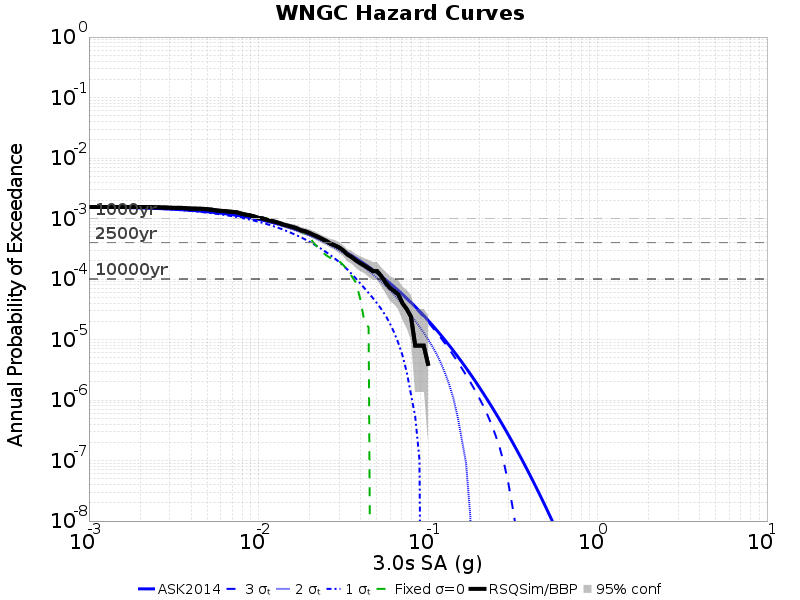 WNGC Hazard Curves
10^0
10^-1
10^-2
10^-3
10^-4
10^-5
10^-6
10^-7
10^-8
Annual Probability of Exceedance
1000yr
2500yr
10000yr
10^-3 10^-2 10^-1 10^0 10^1
3.0s SA (g)
ASK2014 3 σₜ 2 σₜ 1 σₜ Fixed σ=0 RSQSim/BBP 95% conf